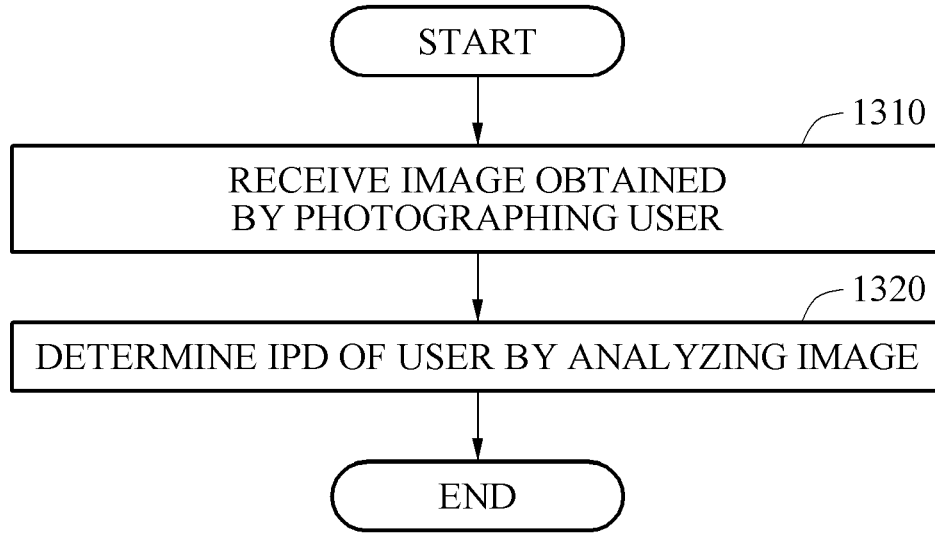 START
1310
RECEIVE IMAGE OBTAINED
BY PHOTOGRAPHING USER
1320
DETERMINE IPD OF USER BY ANALYZING IMAGE
END